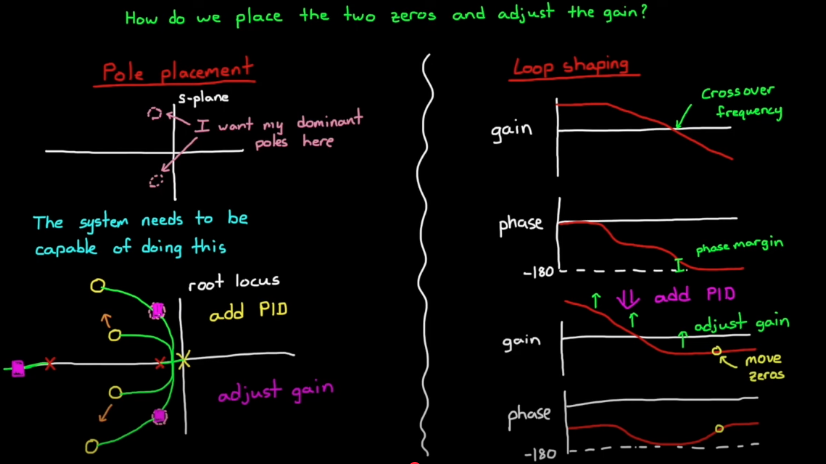 How do we place the two zeros and adjust the gain?
Pole placement
s-plane
I want my dominant
poles here
The system needs to be
capable of doing this
root locus
add PID
adjust gain
Loop shaping
Crossover
frequency
gain
phase
phase margin
-180
add PID
adjust gain
gain
move
zeros
phase
-180